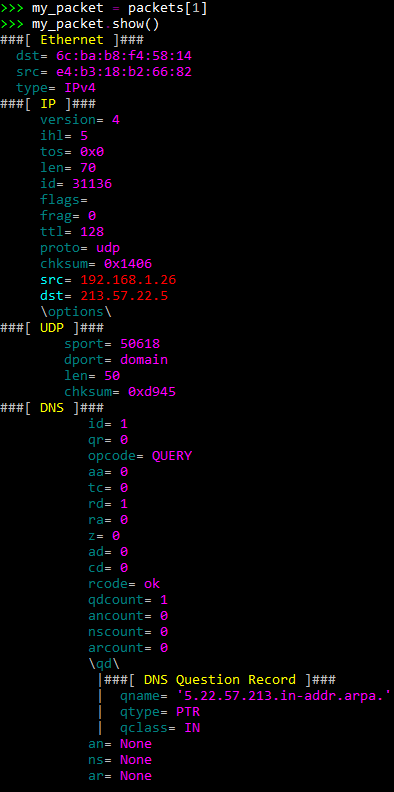 >>> my_packet = packets[1]
>>> my_packet.show()
###[ Ethernet ]###
dst= 6c:ba:b8:f4:58:14
src= e4:b3:18:b2:66:82
type= IPv4
###[ IP ]###
version= 4
ihl= 5
tos= 0x0
len= 70
id= 31136
flags=
frag= 0
ttl= 128
proto= udp
chksum= 0x1406
src= 192.168.1.26
dst= 213.57.22.5
\options\
###[ UDP ]###
sport= 50618
dport= domain
len= 50
chksum= 0xd945
###[ DNS ]###
id= 1
qr= 0
opcode= QUERY
aa= 0
tc= 0
rd= 1
ra= 0
z= 0
ad= 0
cd= 0
rcode= ok
qdcount= 1
ancount= 0
nscount= 0
arcount= 0
\qd\
|###[ DNS Question Record ]###
| qname= '5.22.57.213.in-addr.arpa.'
| qtype= PTR
| qclass= IN
an= None
ns= None
ar= None